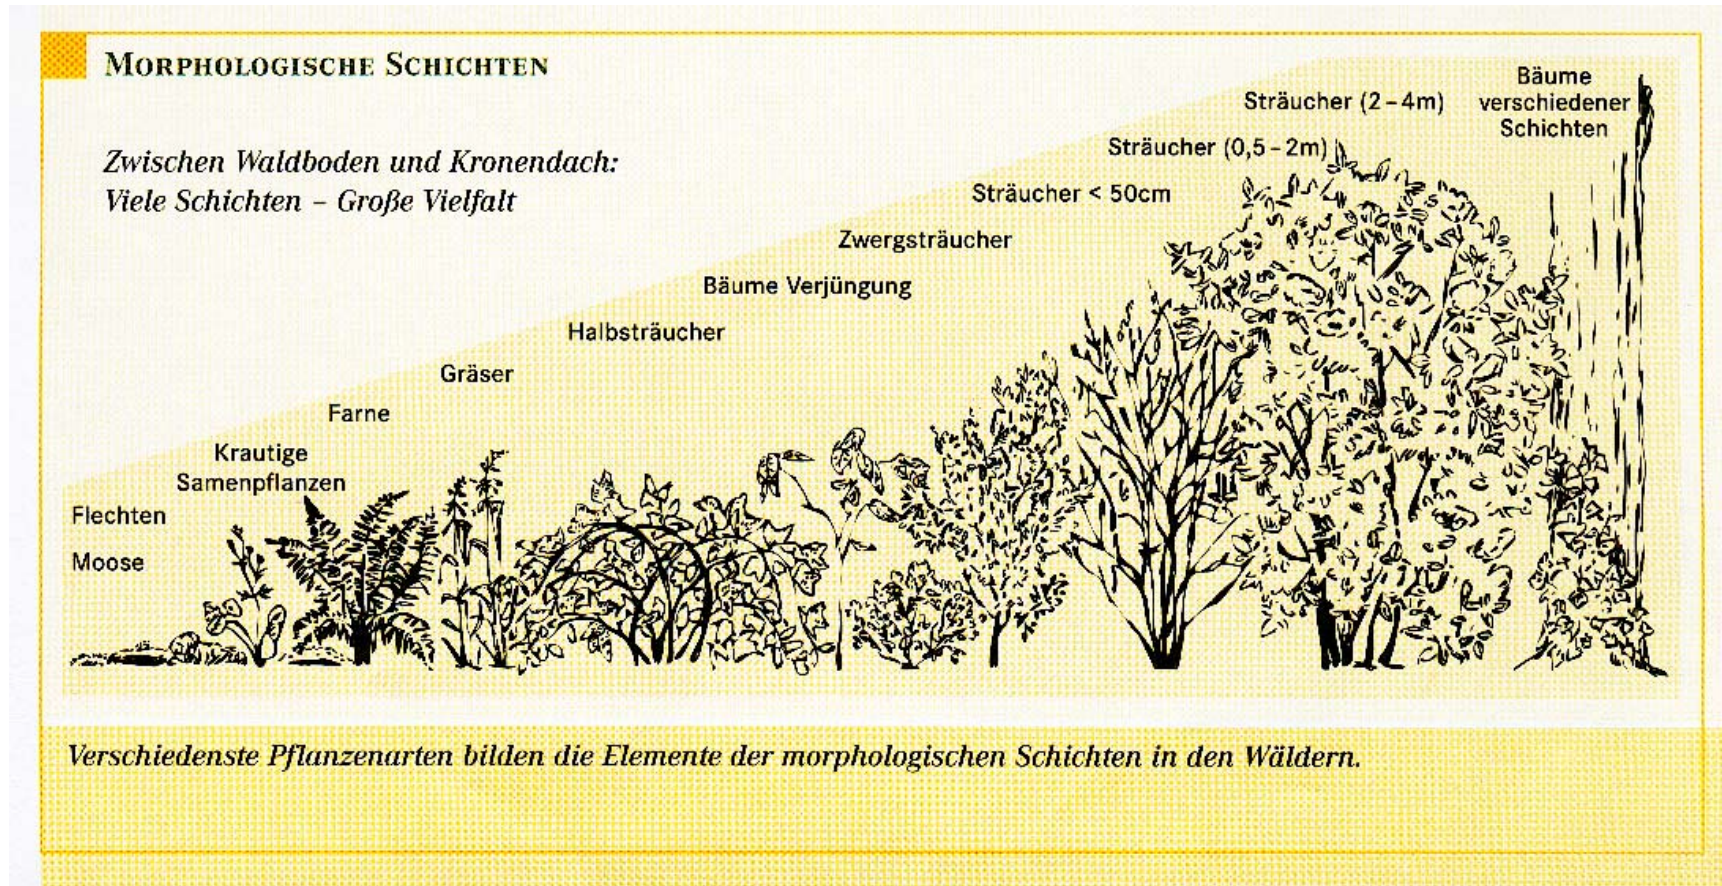 MORPHOLOGISCHE SCHICHTEN
Zwischen Waldboden und Kronendach:
Viele Schichten – Große Vielfalt
Flechten
Moose
Krautige
Samenpflanzen
Farne
Gräser
Halbsträucher
Bäume Verjüngung
Zwergsträucher
Sträucher < 50cm
Sträucher (0,5 – 2m)
Sträucher (2 – 4m)
Bäume
verschiedener
Schichten
Verschiedenste Pflanzenarten bilden die Elemente der morphologischen Schichten in den Wäldern.